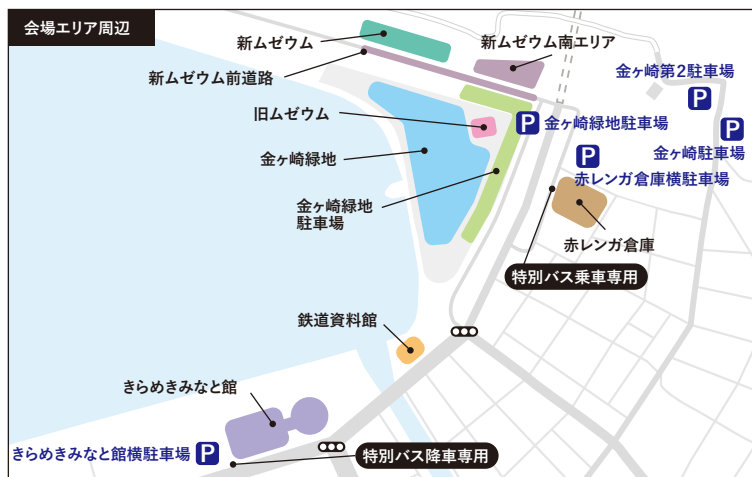 会場エリア周辺
新ムゼウム
新ムゼウム南エリア
新ムゼウム前道路
金ヶ崎第2駐車場
P
旧ムゼウム
P
金ヶ崎緑地駐車場
P
金ヶ崎駐車場
金ヶ崎緑地
P
赤レンガ倉庫横駐車場
金ヶ崎緑地
駐車場
赤レンガ倉庫
特別バス乗車専用
鉄道資料館
きらめきみなと館
きらめきみなと館横駐車場
P
特別バス降車専用